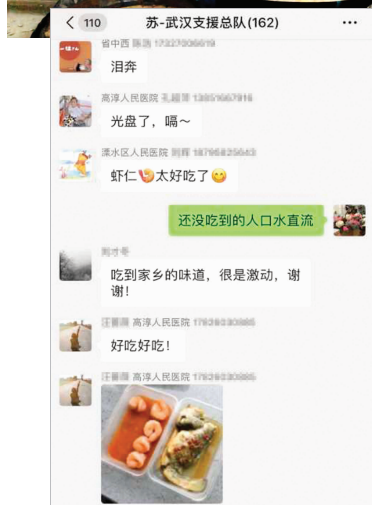 110
苏-武汉支援总队(162)
省中西
泪奔
高淳人民医院
光盘了，嗝～
溧水区人民医院
虾仁🍤太好吃了😋
还没吃到的人口水直流
吃到家乡的味道，很是激动，谢
谢！
高淳人民医院
好吃好吃！
高淳人民医院